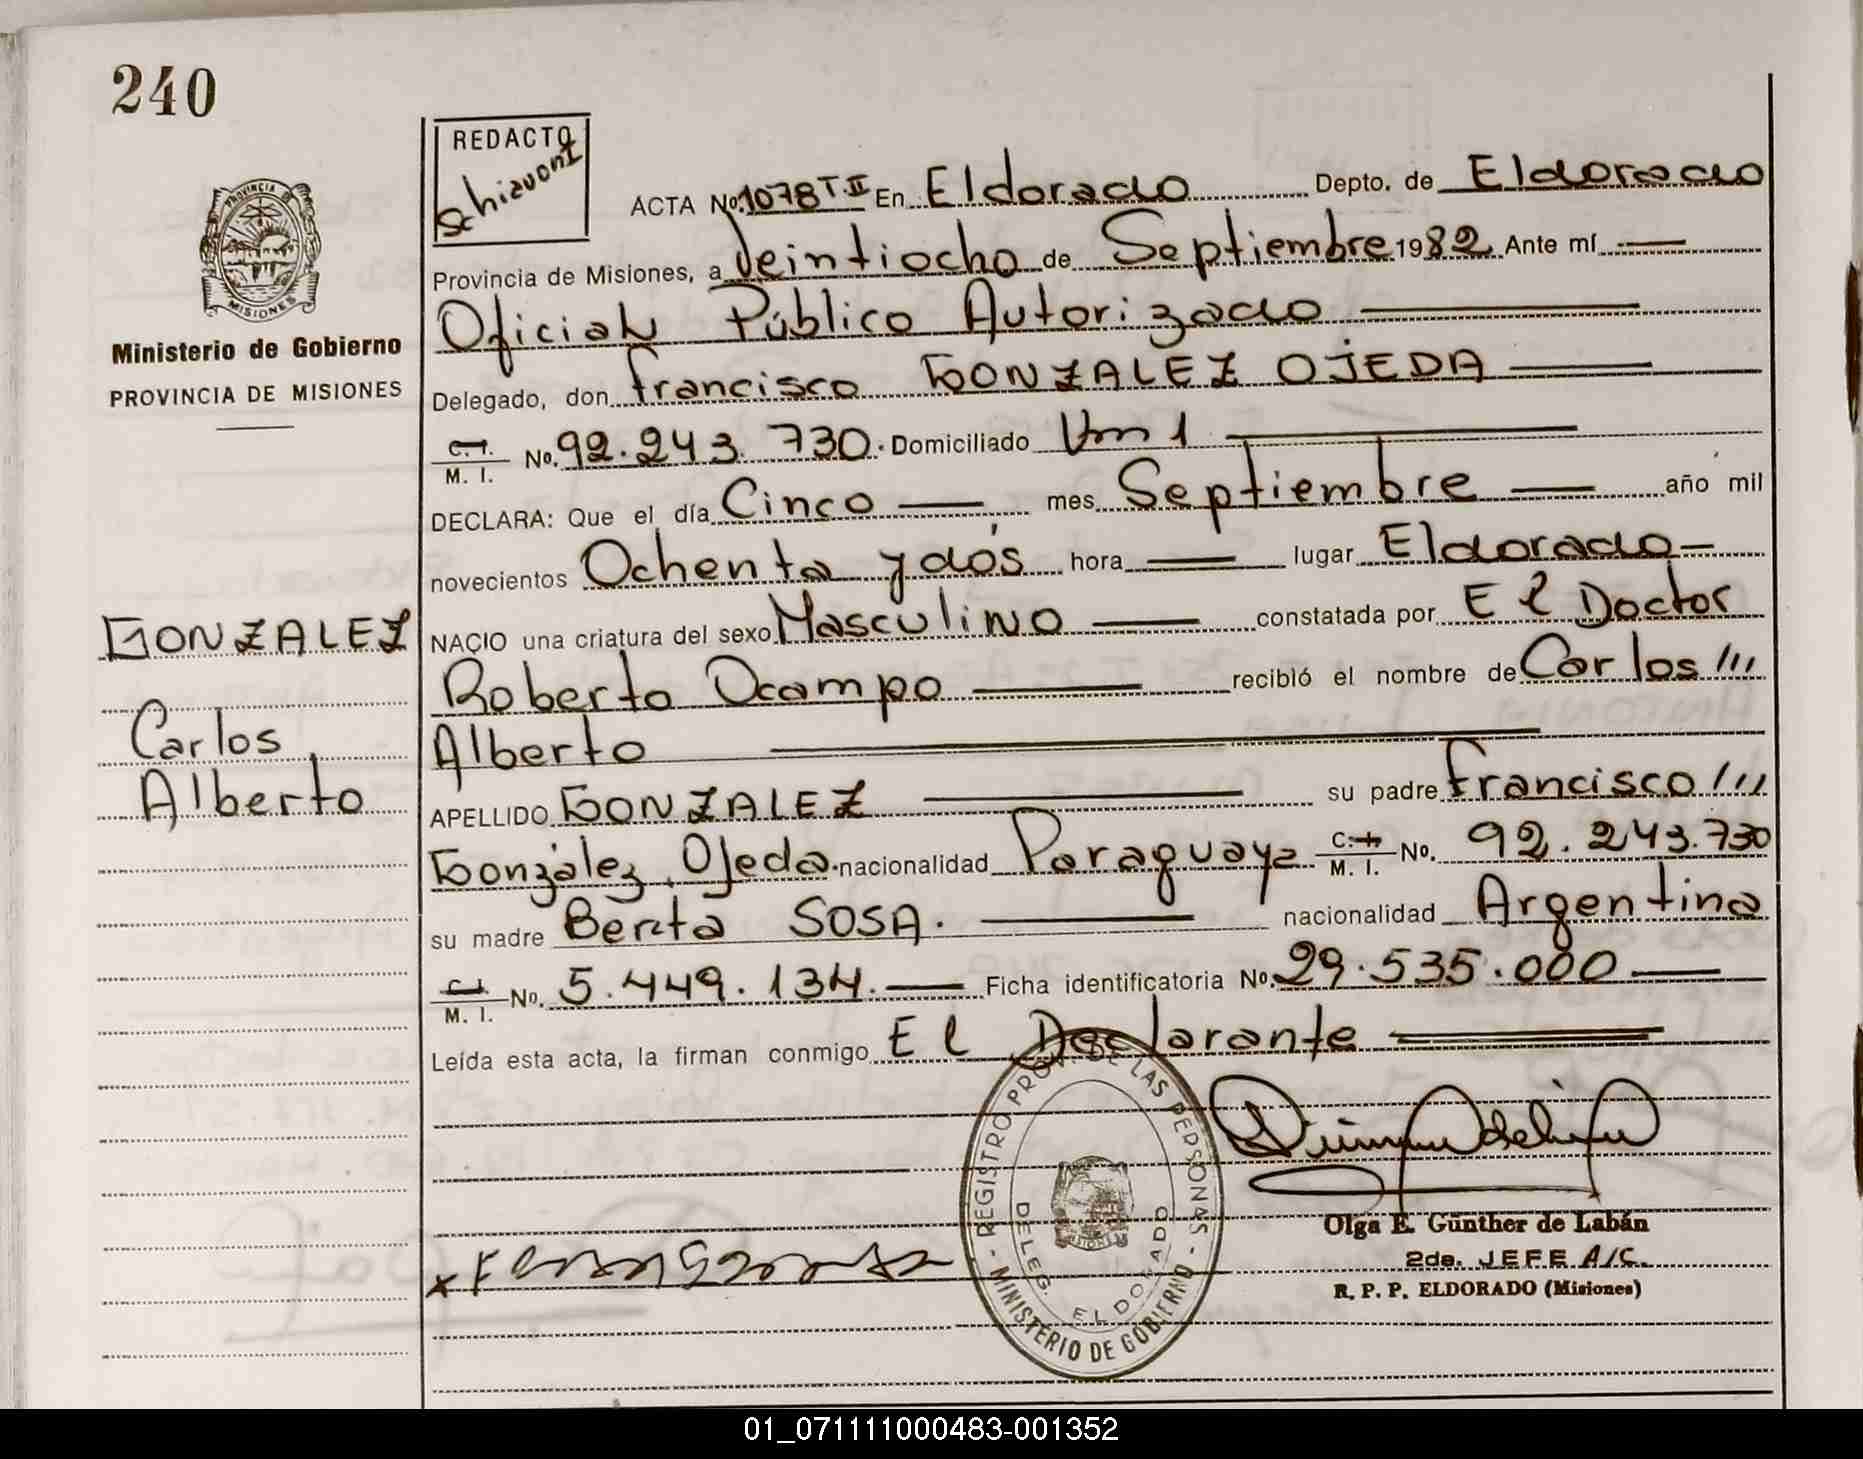 240
REDACTO
Schiavoni
PROVINCIA DE
MISIONES
Ministerio de Gobierno
PROVINCIA DE MISIONES
ACTA No. 1078 T.II En Eldorado Depto. de Eldorado
Provincia de Misiones, a Veintiocho de Septiembre 1982 Ante mí
Oficial Público Autorizado
Delegado, don Francisco GONZALEZ OJEDA
C.I.
M. I. No. 92.243.730. Domiciliado Km 1
DECLARA: Que el día Cinco mes Septiembre año mil
novecientos Ochenta y dós hora lugar Eldorado
NACIO una criatura del sexo Masculino constatada por El Doctor
Roberto Ocampo recibió el nombre de Carlos
Alberto
GONZALEZ
Carlos
Alberto
APELLIDO GONZALEZ su padre Francisco
González Ojeda. nacionalidad Paraguaya C.I. M. I. No. 92.243.730
su madre Berta SOSA. nacionalidad Argentina
C.I.
M. I. No. 5.449.134. Ficha identificatoria No. 29.535.000
Leída esta acta, la firman conmigo El Declarante
REGISTRO PROV. DE LAS PERSONAS
- MINISTERIO DE GOBIERNO -
DELEG. ELDORADO
Olga E. Günther de Labán
2da. JEFE A/C.
R. P. P. ELDORADO (Misiones)
01_071111000483-001352